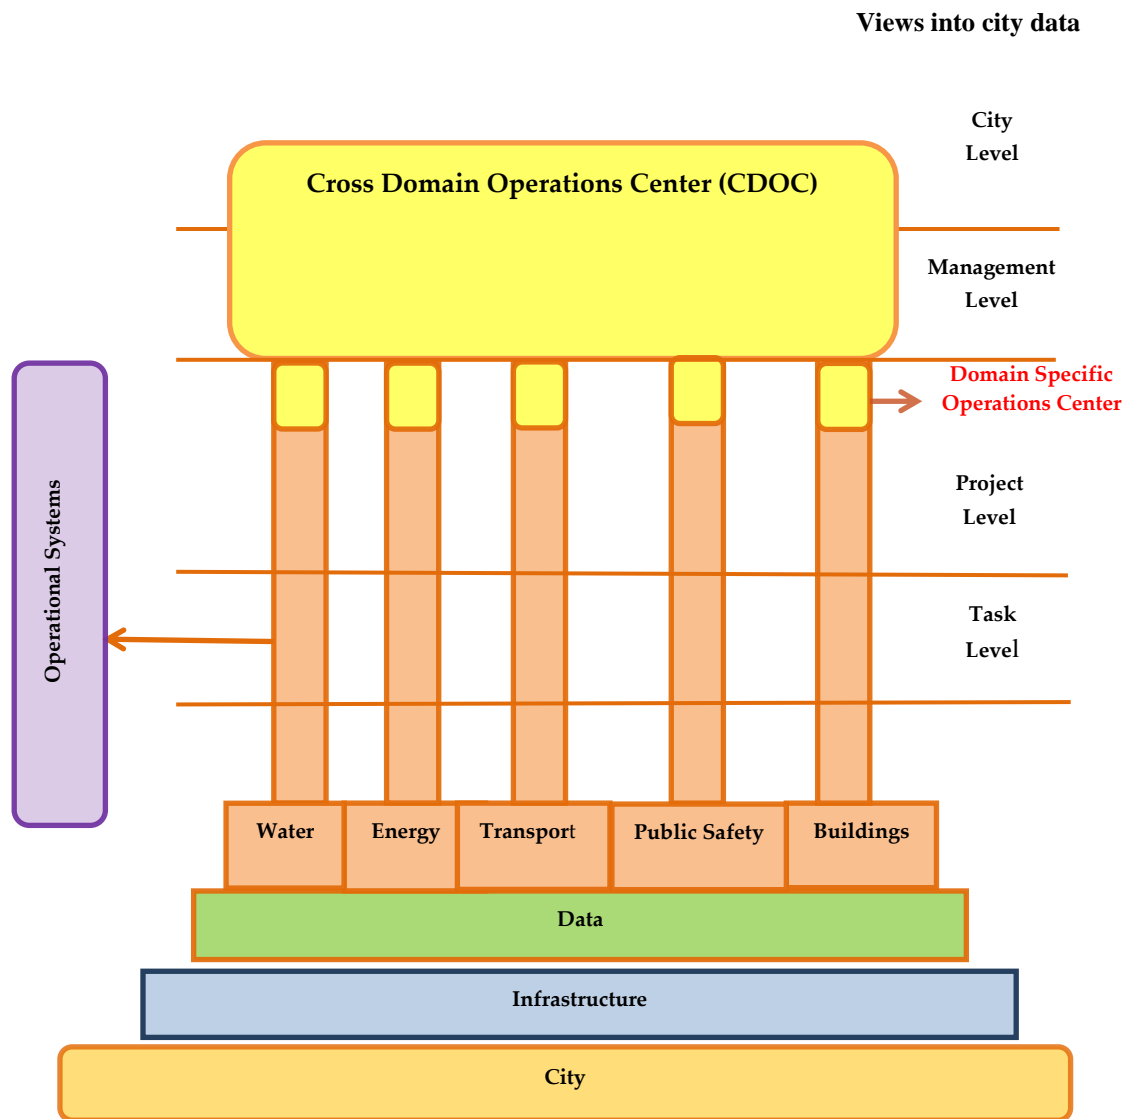 Views into city data
City
Level
Cross Domain Operations Center (CDOC)
Management
Level
Domain Specific
Operations Center
Project
Level
Operational Systems
Task
Level
Water
Energy
Transport
Public Safety
Buildings
Data
Infrastructure
City